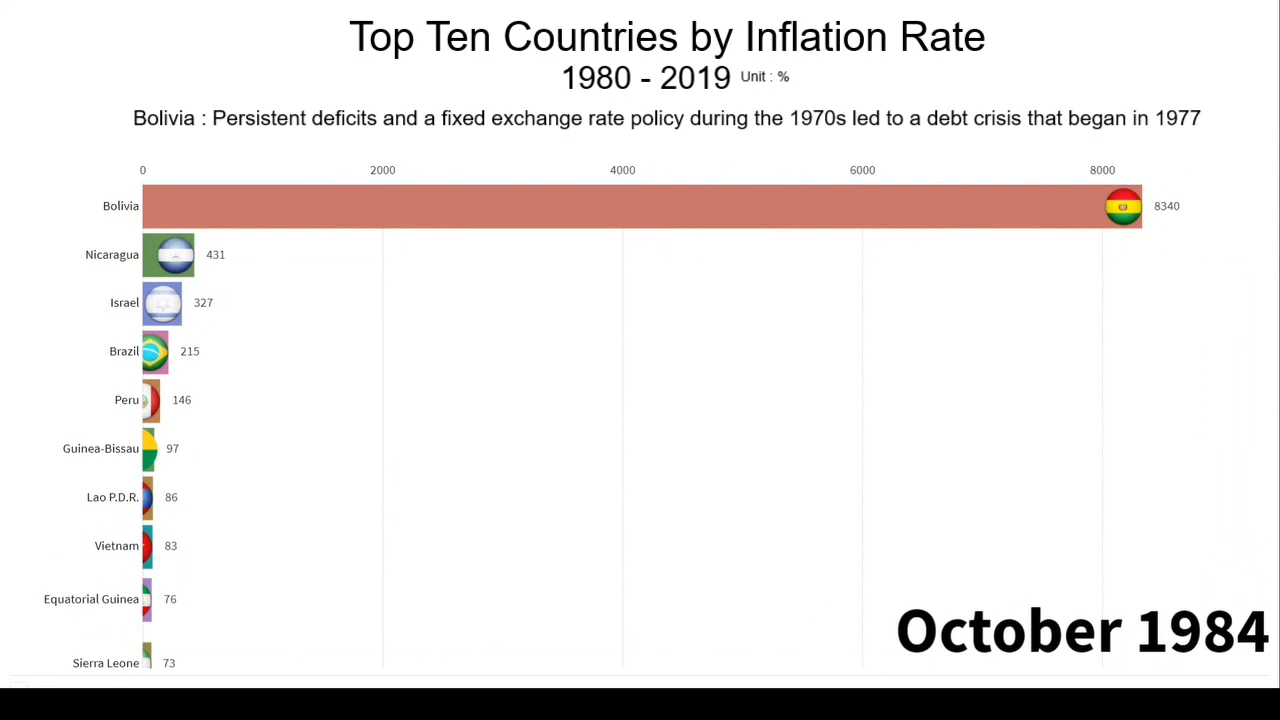 Top Ten Countries by Inflation Rate
1980 - 2019 Unit : %
Bolivia : Persistent deficits and a fixed exchange rate policy during the 1970s led to a debt crisis that began in 1977
0 2000 4000 6000 8000
Bolivia 8340
Nicaragua 431
Israel 327
Brazil 215
Peru 146
Guinea-Bissau 97
Lao P.D.R. 86
Vietnam 83
Equatorial Guinea 76
Sierra Leone 73
October 1984